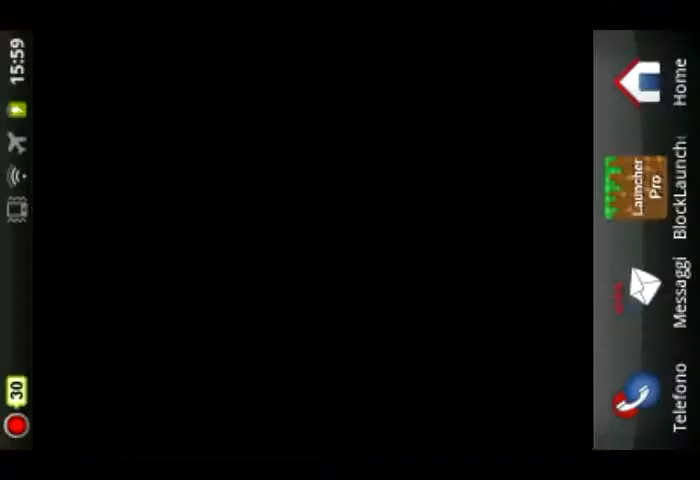 30
15:59
Telefono
Messaggi
BlockLaunch
Launcher
Pro
Home